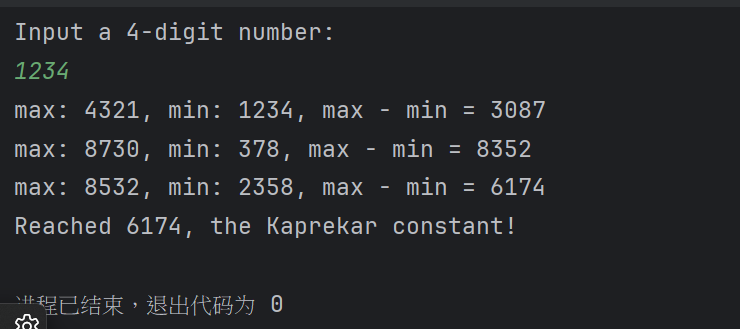 Input a 4-digit number:
1234
max: 4321, min: 1234, max - min = 3087
max: 8730, min: 378, max - min = 8352
max: 8532, min: 2358, max - min = 6174
Reached 6174, the Kaprekar constant!
进程已结束，退出代码为 0